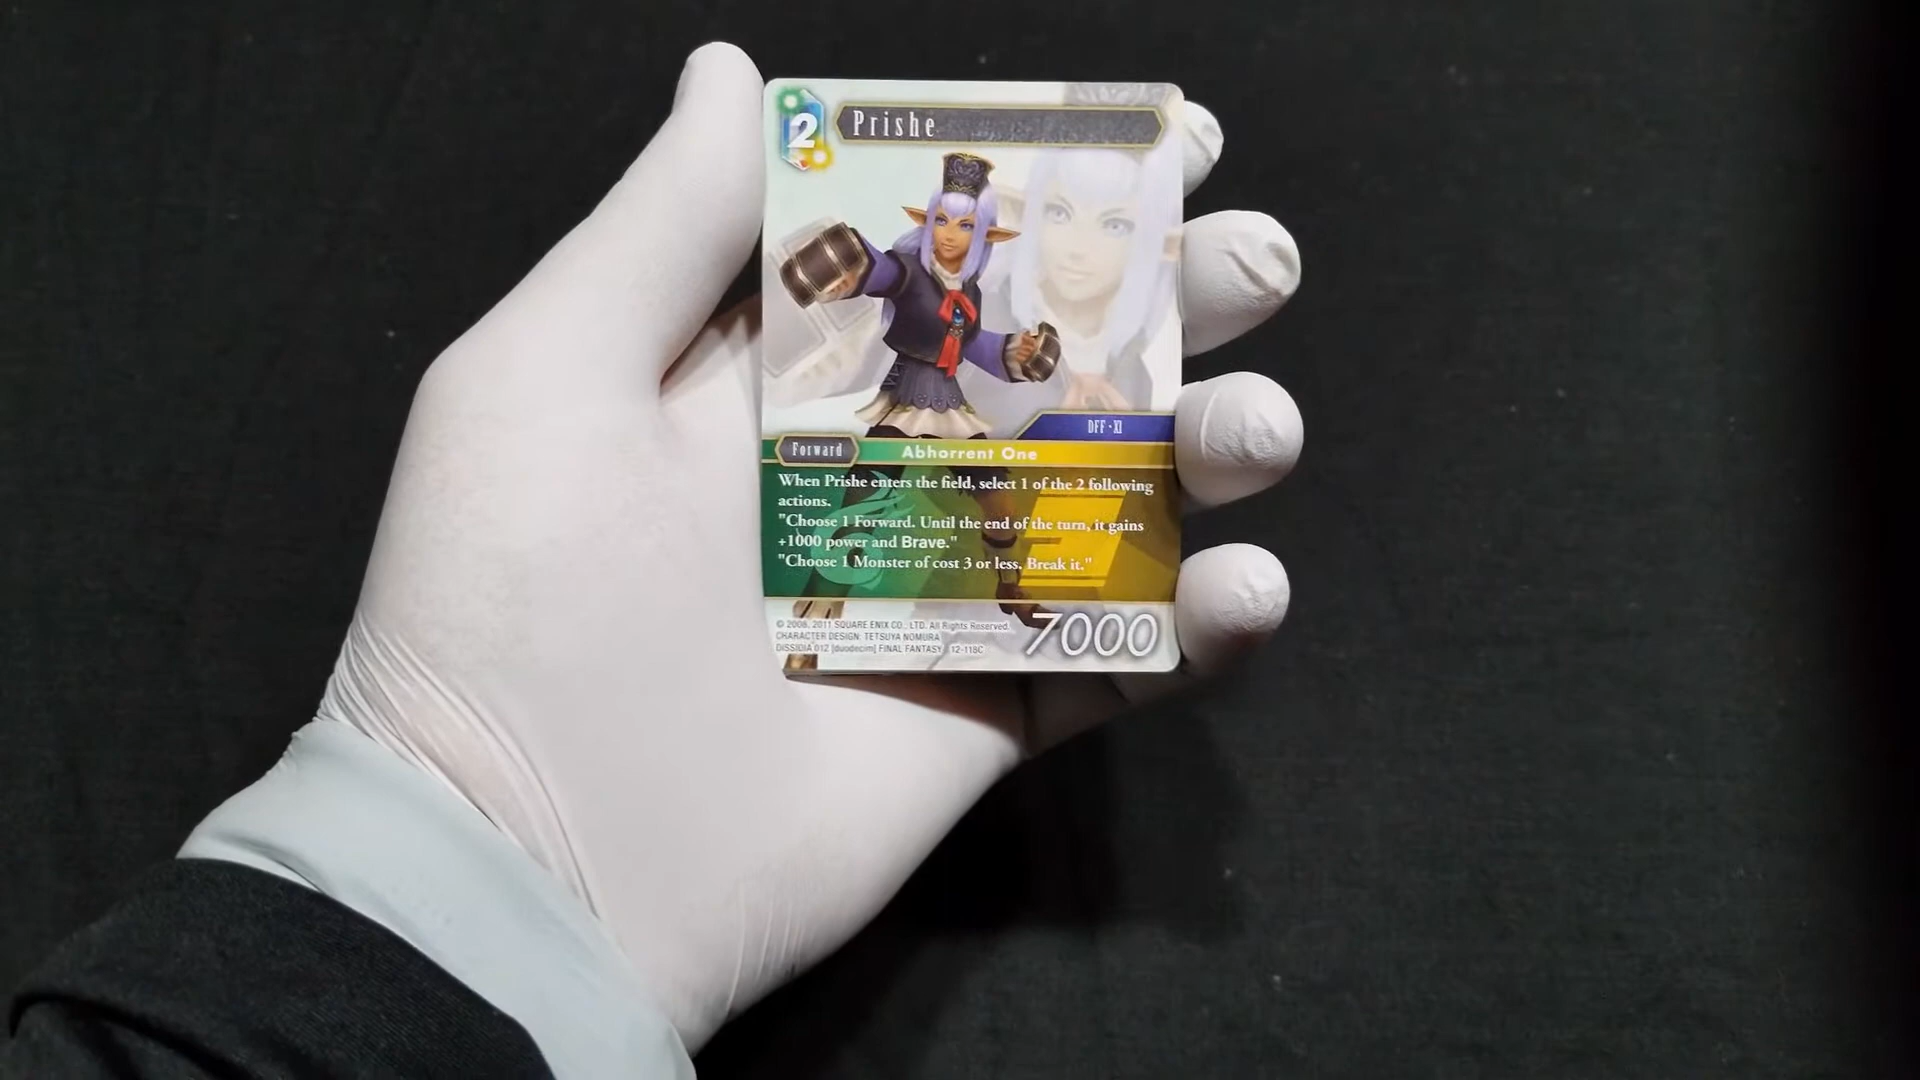 2
Prishe
DFF・XI
Forward
Abhorrent One
When Prishe enters the field, select 1 of the 2 following
actions.
"Choose 1 Forward. Until the end of the turn, it gains
+1000 power and Brave."
"Choose 1 Monster of cost 3 or less. Break it."
7000
© 2008, 2011 SQUARE ENIX CO., LTD. All Rights Reserved.
CHARACTER DESIGN: TETSUYA NOMURA
DISSIDIA 012 [duodecim] FINAL FANTASY 12-118C